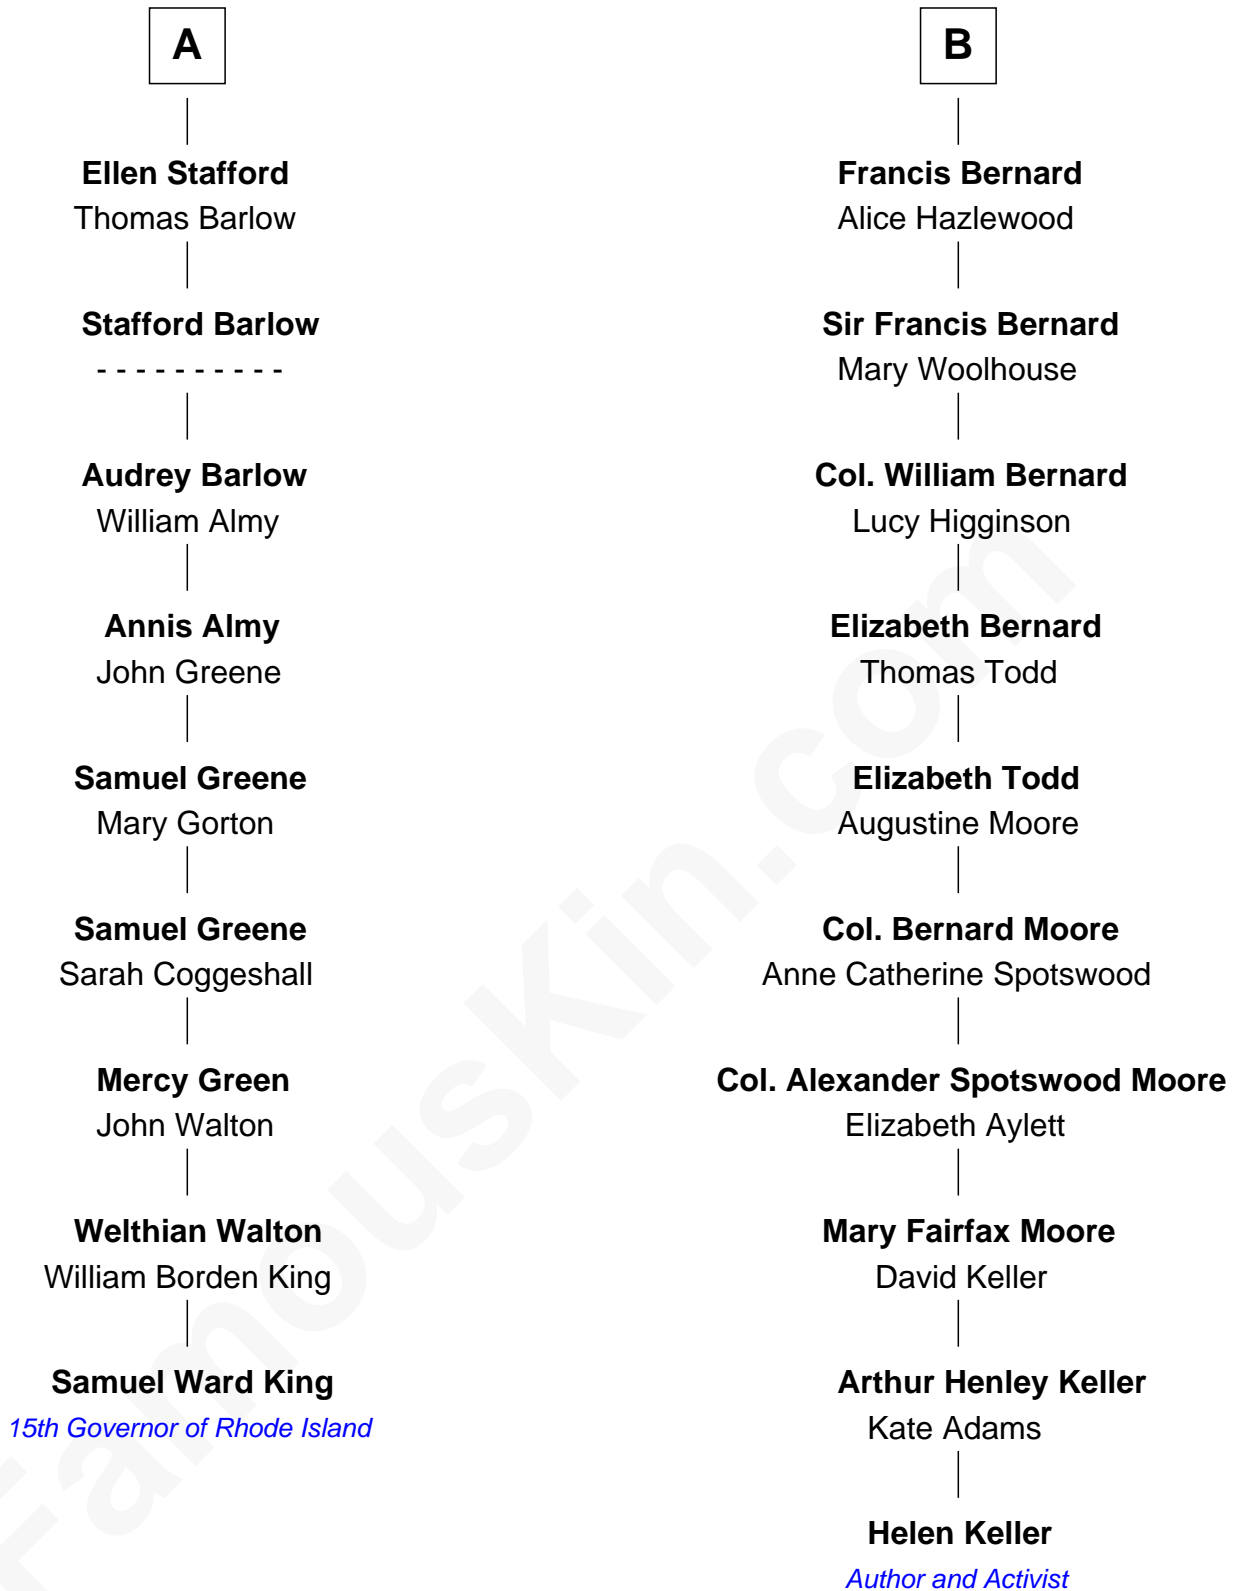 A
Ellen Stafford
Thomas Barlow
Stafford Barlow
- - - - - - - - - -
Audrey Barlow
William Almy
Annis Almy
John Greene
Samuel Greene
Mary Gorton
Samuel Greene
Sarah Coggeshall
Mercy Green
John Walton
Welthian Walton
William Borden King
Samuel Ward King
15th Governor of Rhode Island
B
Francis Bernard
Alice Hazlewood
Sir Francis Bernard
Mary Woolhouse
Col. William Bernard
Lucy Higginson
Elizabeth Bernard
Thomas Todd
Elizabeth Todd
Augustine Moore
Col. Bernard Moore
Anne Catherine Spotswood
Col. Alexander Spotswood Moore
Elizabeth Aylett
Mary Fairfax Moore
David Keller
Arthur Henley Keller
Kate Adams
Helen Keller
Author and Activist
FamousKin.com